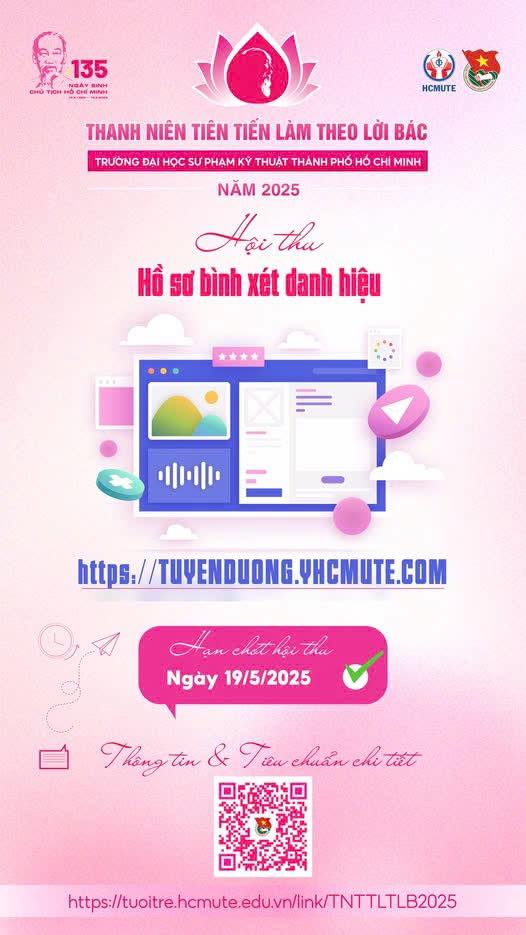 135
NGÀY SINH
CHỦ TỊCH HỒ CHÍ MINH
HCMUTE
THANH NIÊN TIÊN TIẾN LÀM THEO LỜI BÁC
TRƯỜNG ĐẠI HỌC SƯ PHẠM KỸ THUẬT THÀNH PHỐ HỒ CHÍ MINH
NĂM 2025
Hội thu
Hồ sơ bình xét danh hiệu
https://TUYENDUONG.YHCMUTE.COM
Hạn chót hội thu
Ngày 19/5/2025
Thông tin & Tiêu chuẩn chi tiết
https://tuoitre.hcmute.edu.vn/link/TNTTLTLB2025